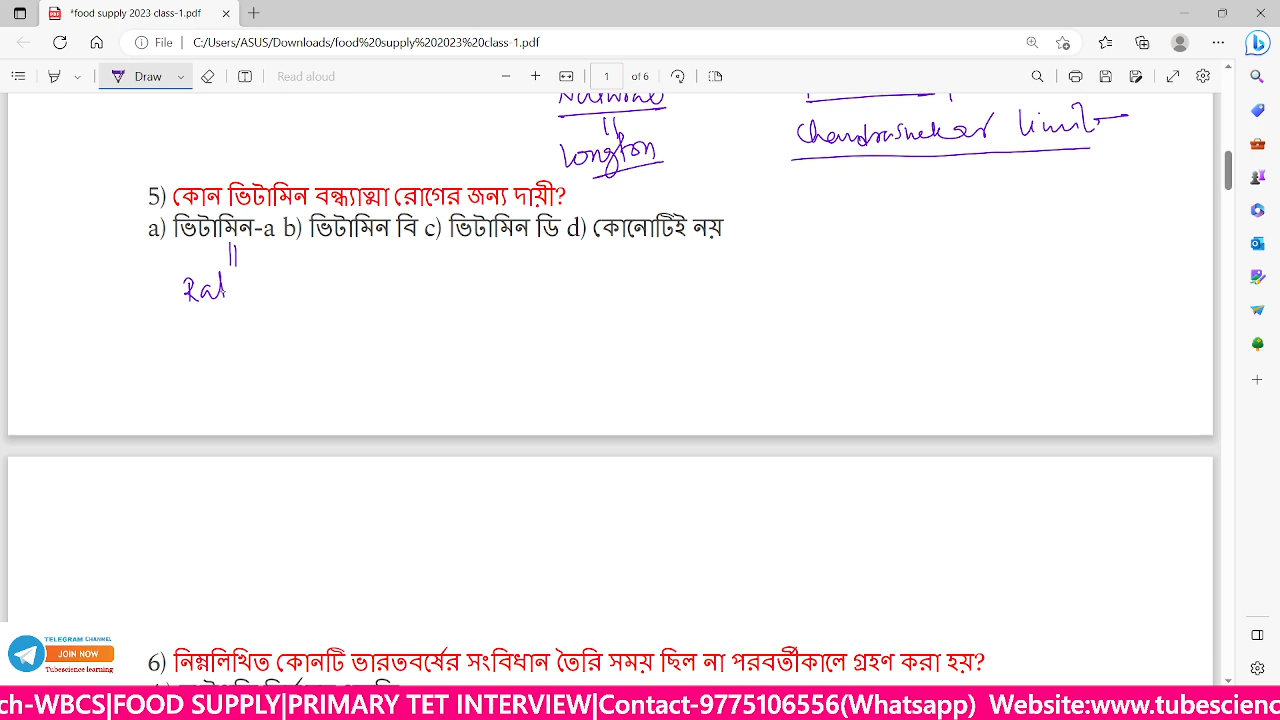 *food supply 2023 class-1.pdf
File C:/Users/ASUS/Downloads/food%20supply%202023%20class-1.pdf
Draw Read aloud 1 of 6
Chandrashekar limit
Longton
5) কোন ভিটামিন বন্ধ্যাত্মা রোগের জন্য দায়ী?
a) ভিটামিন-a b) ভিটামিন বি c) ভিটামিন ডি d) কোনোটিই নয়
Rat
TELEGRAM CHANNEL
JOIN NOW
Tubescience learning
6) নিম্নলিখিত কোনটি ভারতবর্ষের সংবিধান তৈরি সময় ছিল না পরবর্তীকালে গ্রহণ করা হয়?
ch-WBCS|FOOD SUPPLY|PRIMARY TET INTERVIEW|Contact-9775106556(Whatsapp) Website:www.tubescienc